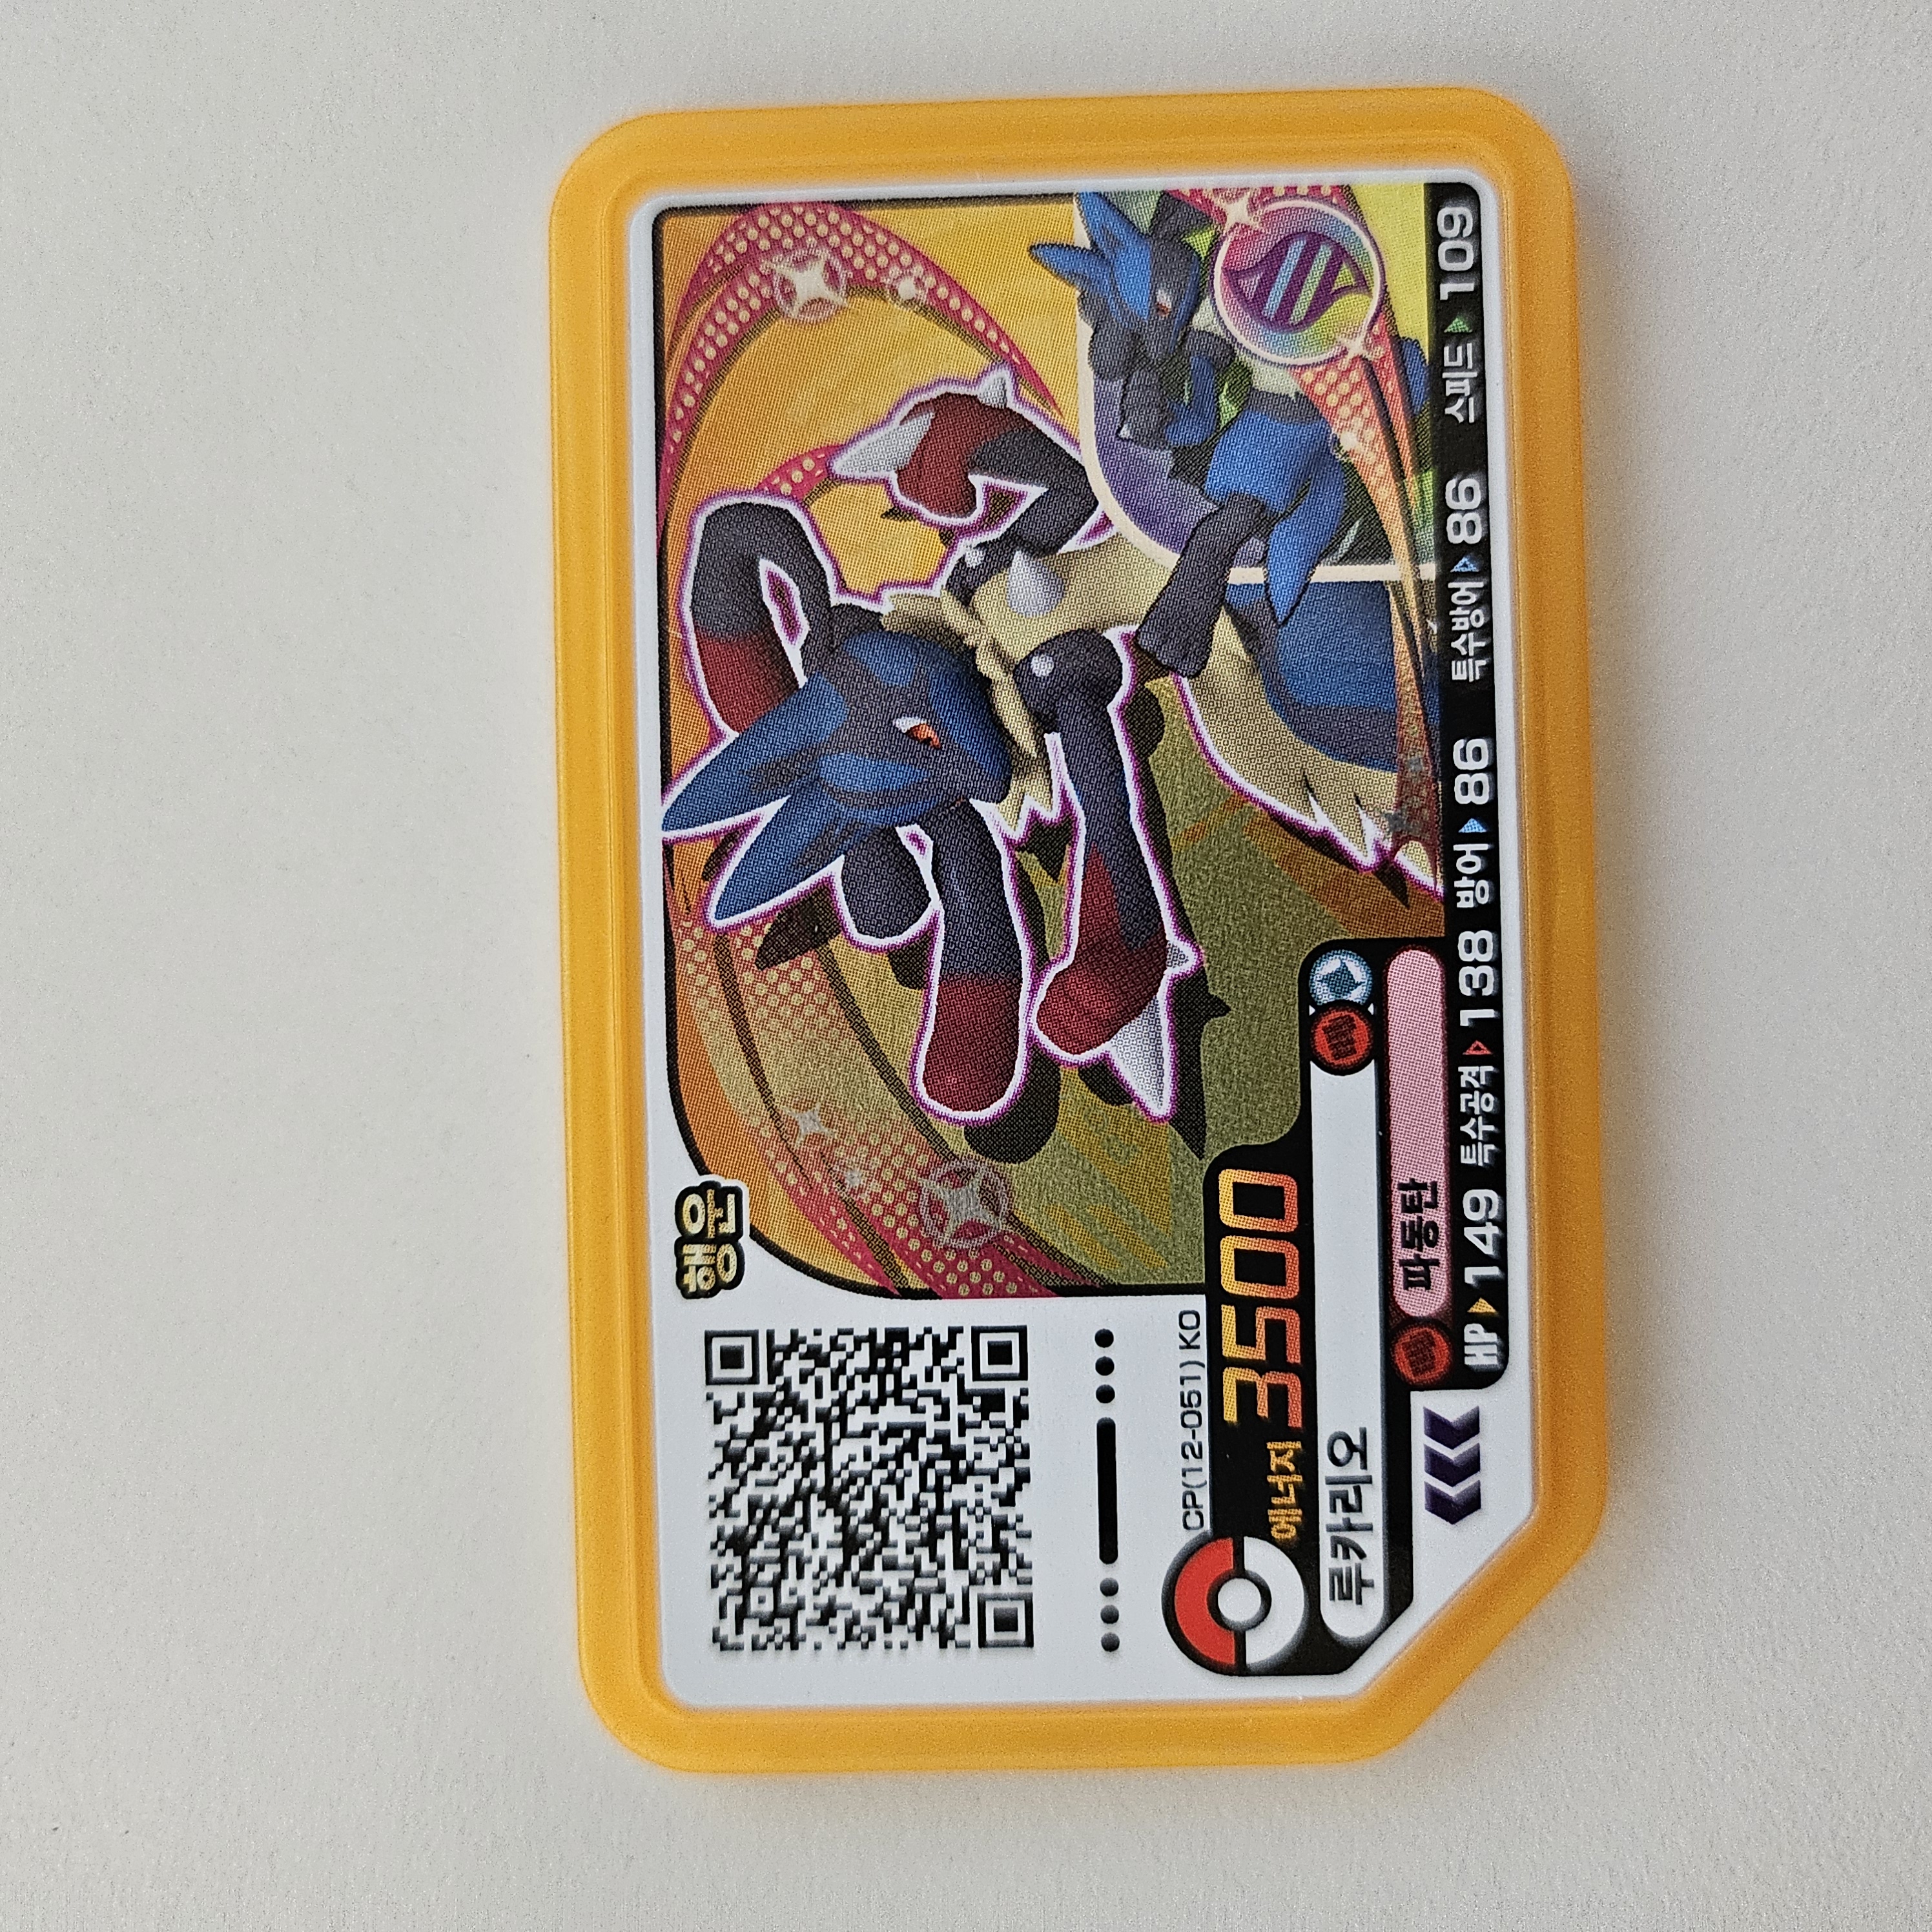 행운
CP(12-051) KO
에너지 3500
루카리오
파동탄
HP 149 특수공격 138 방어 86 특수방어 86 스피드 109